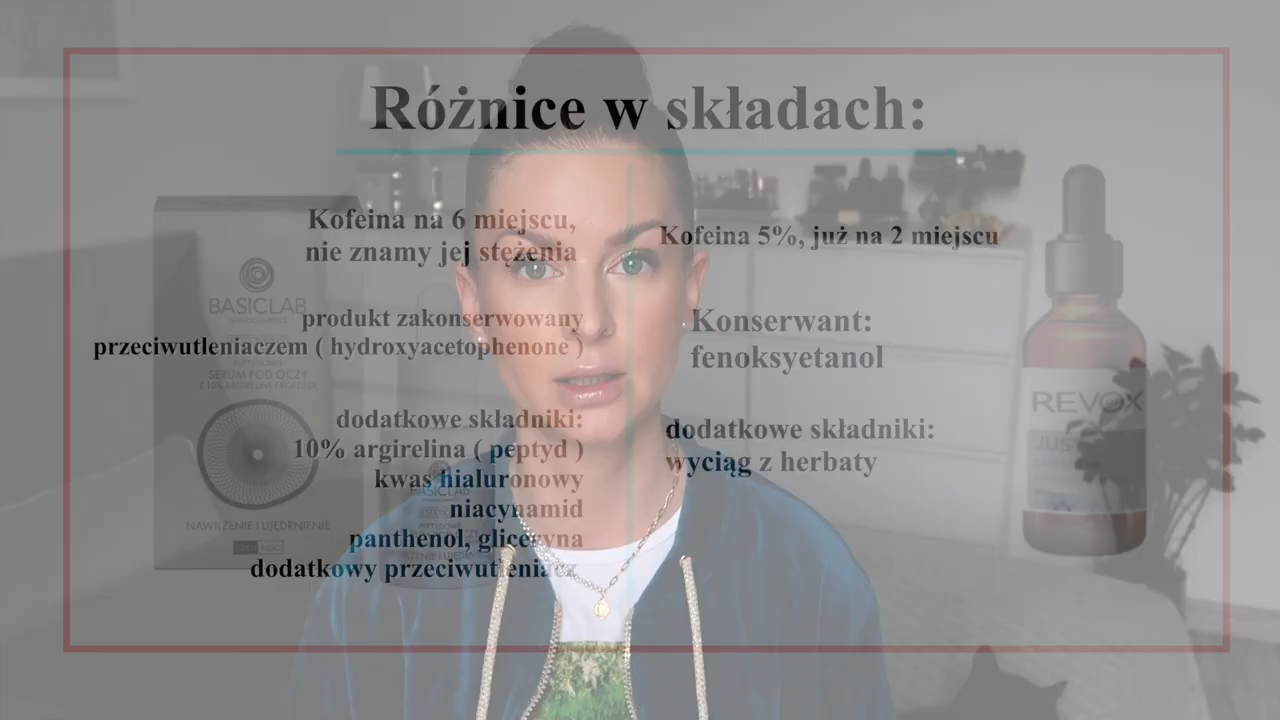 Różnice w składach:
Kofeina na 6 miejscu,
nie znamy jej stężenia
produkt zakonserwowany
przeciwutleniaczem ( hydroxyacetophenone )
dodatkowe składniki:
10% argirelina ( peptyd )
kwas hialuronowy
niacynamid
panthenol, gliceryna
dodatkowy przeciwutleniacz
Kofeina 5%, już na 2 miejscu
Konserwant:
fenoksyetanol
dodatkowe składniki:
wyciąg z herbaty
BASICLAB
SERUM POD OCZY
NAWILŻENIE I UJĘDRNIENIE
BASICLAB
REVOX
JUST